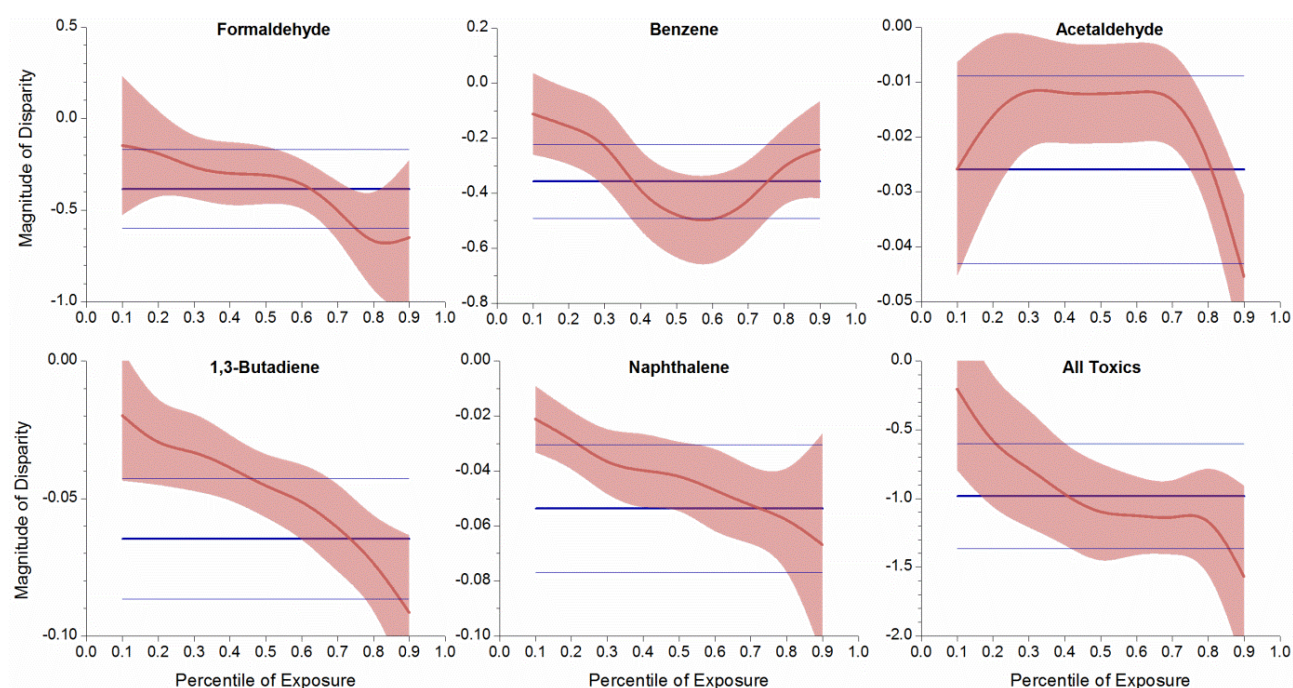 Formaldehyde
Magnitude of Disparity
0.5
0.0
-0.5
-1.0
0.0 0.1 0.2 0.3 0.4 0.5 0.6 0.7 0.8 0.9 1.0
Benzene
0.2
0.0
-0.2
-0.4
-0.6
-0.8
0.0 0.1 0.2 0.3 0.4 0.5 0.6 0.7 0.8 0.9 1.0
Acetaldehyde
0.00
-0.01
-0.02
-0.03
-0.04
-0.05
0.0 0.1 0.2 0.3 0.4 0.5 0.6 0.7 0.8 0.9 1.0
1,3-Butadiene
Magnitude of Disparity
0.00
-0.05
-0.10
0.0 0.1 0.2 0.3 0.4 0.5 0.6 0.7 0.8 0.9 1.0
Percentile of Exposure
Naphthalene
0.00
-0.02
-0.04
-0.06
-0.08
-0.10
0.0 0.1 0.2 0.3 0.4 0.5 0.6 0.7 0.8 0.9 1.0
Percentile of Exposure
All Toxics
0.0
-0.5
-1.0
-1.5
-2.0
0.0 0.1 0.2 0.3 0.4 0.5 0.6 0.7 0.8 0.9 1.0
Percentile of Exposure